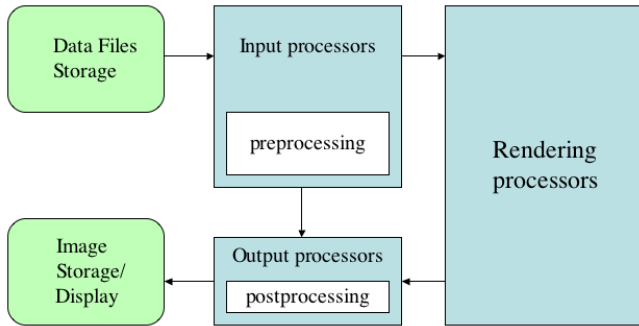 Data Files
Storage
Input processors
preprocessing
Rendering
processors
Image
Storage/
Display
Output processors
postprocessing